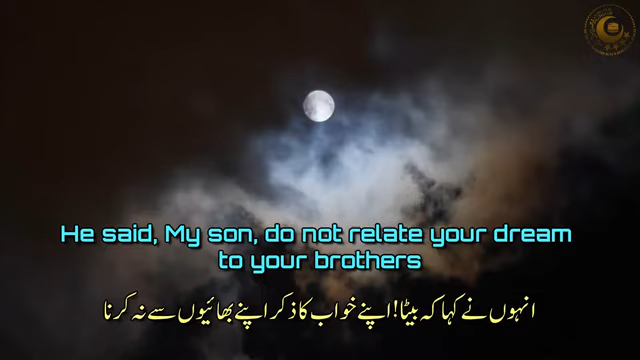 He said, My son, do not relate your dream
to your brothers
انہوں نے کہا کہ بیٹا! اپنے خواب کا ذکر اپنے بھائیوں سے نہ کرنا